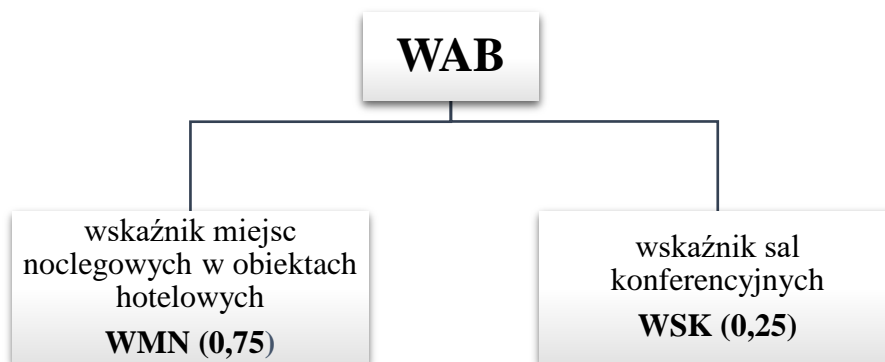 WAB
wskaźnik miejsc
noclegowych w obiektach
hotelowych
WMN (0,75)
wskaźnik sal
konferencyjnych
WSK (0,25)